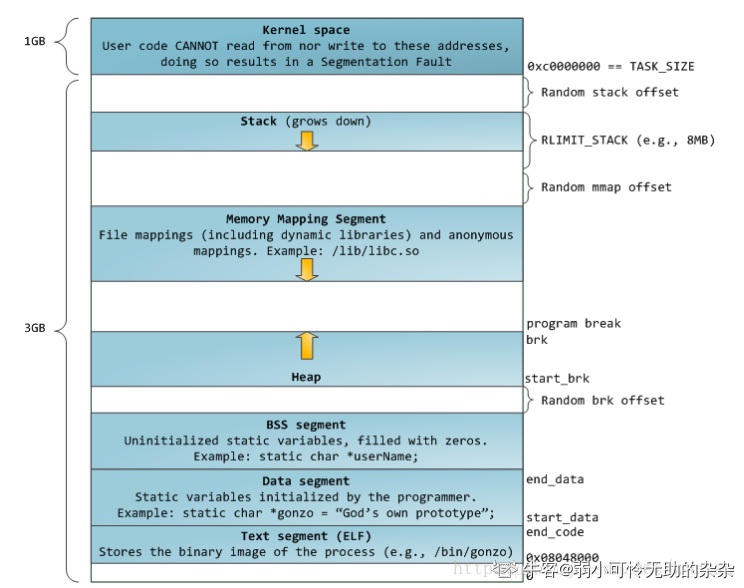 Kernel space
1GB
User code CANNOT read from nor write to these addresses,
doing so results in a Segmentation Fault
0xc0000000 == TASK_SIZE
Random stack offset
Stack (grows down)
RLIMIT_STACK (e.g., 8MB)
Random mmap offset
Memory Mapping Segment
File mappings (including dynamic libraries) and anonymous
mappings. Example: /lib/libc.so
3GB
program break
brk
Heap
start_brk
Random brk offset
BSS segment
Uninitialized static variables, filled with zeros.
Example: static char *userName;
Data segment
end_data
Static variables initialized by the programmer.
Example: static char *gonzo = “God’s own prototype”;
start_data
end_code
Text segment (ELF)
Stores the binary image of the process (e.g., /bin/gonzo)
0x08048000
牛客@弱小可怜无助的杂杂
0